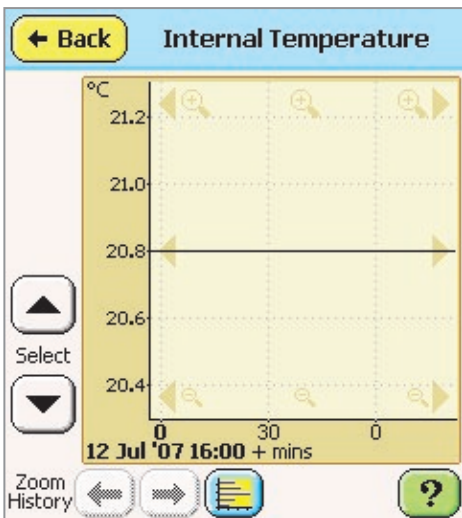 Back
Internal Temperature
°C
21.2
21.0
20.8
20.6
20.4
Select
0 30 0
12 Jul '07 16:00 + mins
Zoom
History
?